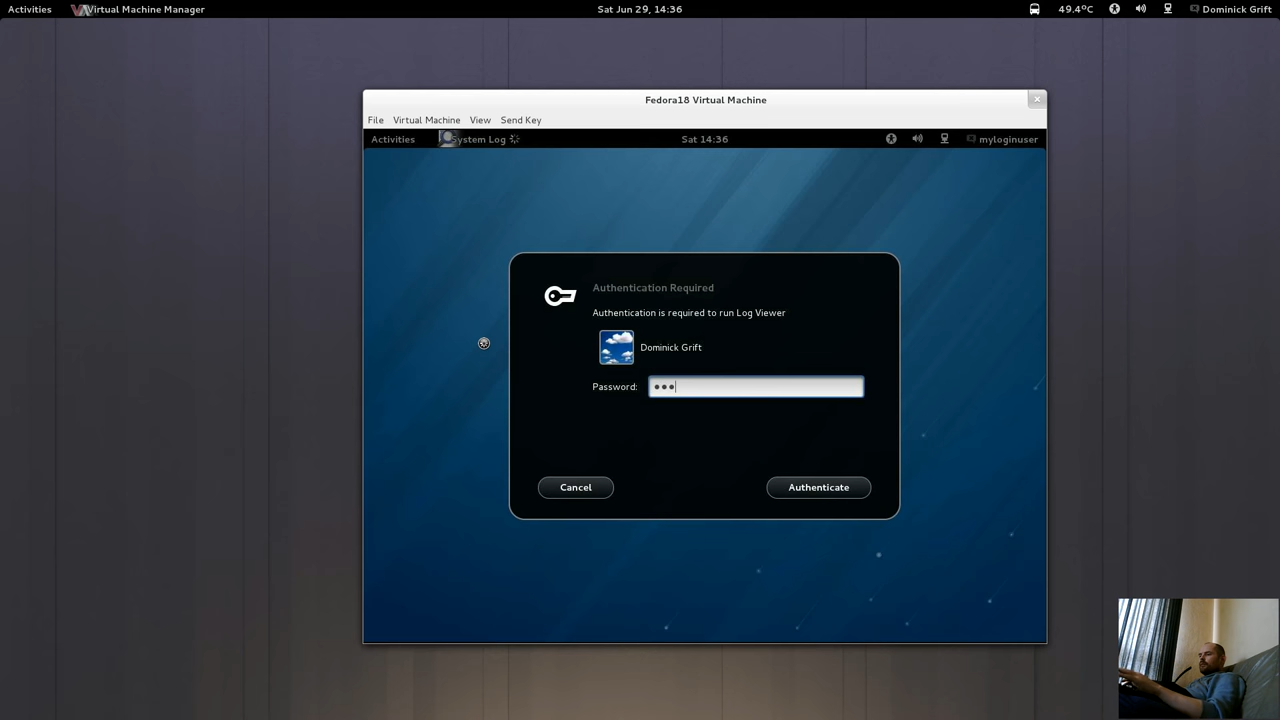 Activities Virtual Machine Manager Sat Jun 29, 14:36 49.4ºC Dominick Grift
Fedora18 Virtual Machine
File Virtual Machine View Send Key
Activities System Log Sat 14:36 myloginuser
Authentication Required
Authentication is required to run Log Viewer
Dominick Grift
Password:
Cancel Authenticate